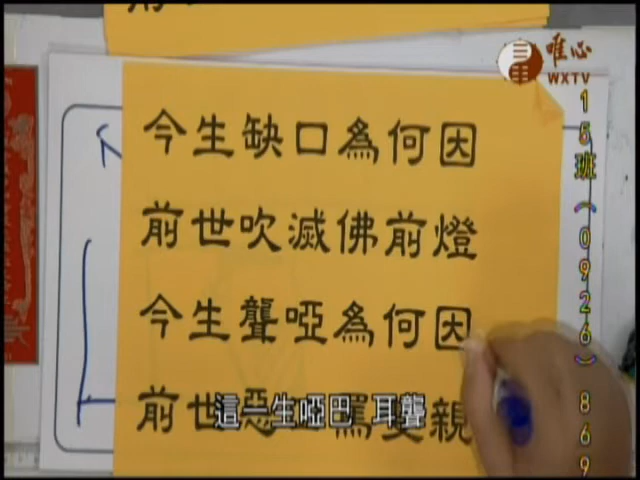 唯心
WXTV
今生缺口為何因
前世吹滅佛前燈
今生聾啞為何因
前世惡 罵 親
這一生啞巴 耳聾
15班(0926)869